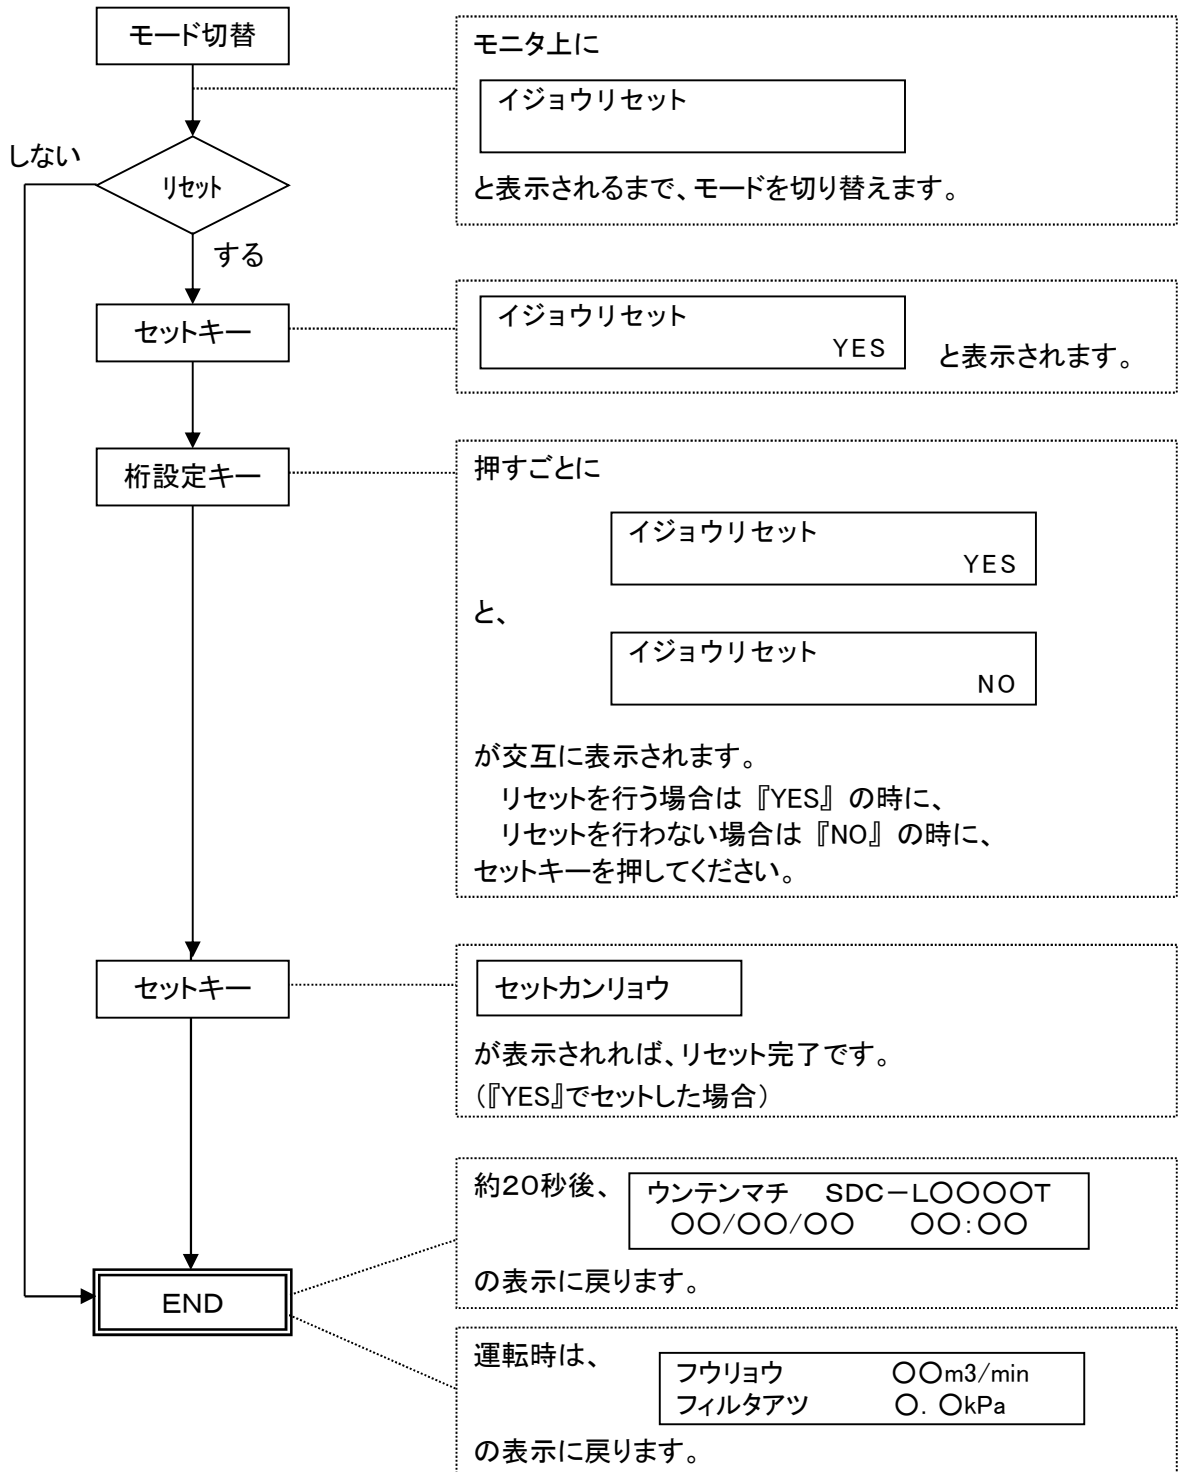 モード切替
モニタ上に
イジョウリセット
と表示されるまで、モードを切り替えます。
しない
リセット
する
セットキー
イジョウリセット
YES
と表示されます。
桁設定キー
押すごとに
イジョウリセット
YES
と、
イジョウリセット
NO
が交互に表示されます。
リセットを行う場合は『YES』の時に、
リセットを行わない場合は『NO』の時に、
セットキーを押してください。
セットキー
セットカンリョウ
が表示されれば、リセット完了です。
(『YES』でセットした場合)
約20秒後、
ウンテンマチ SDC－L〇〇〇〇T
〇〇/〇〇/〇〇 〇〇:〇〇
の表示に戻ります。
END
運転時は、
フウリョウ 〇〇m3/min
フィルタアツ 〇.〇kPa
の表示に戻ります。